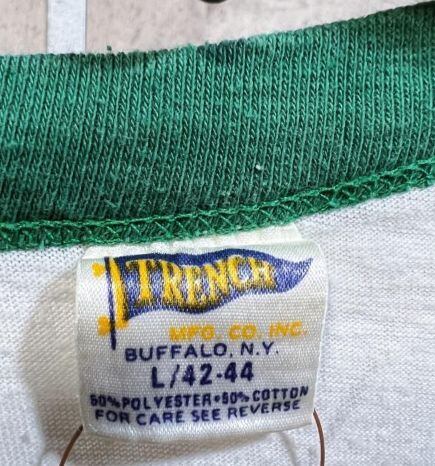 TRENCH
MFG. CO. INC.
BUFFALO, N.Y.
L/42-44
50% POLYESTER • 50% COTTON
FOR CARE SEE REVERSE